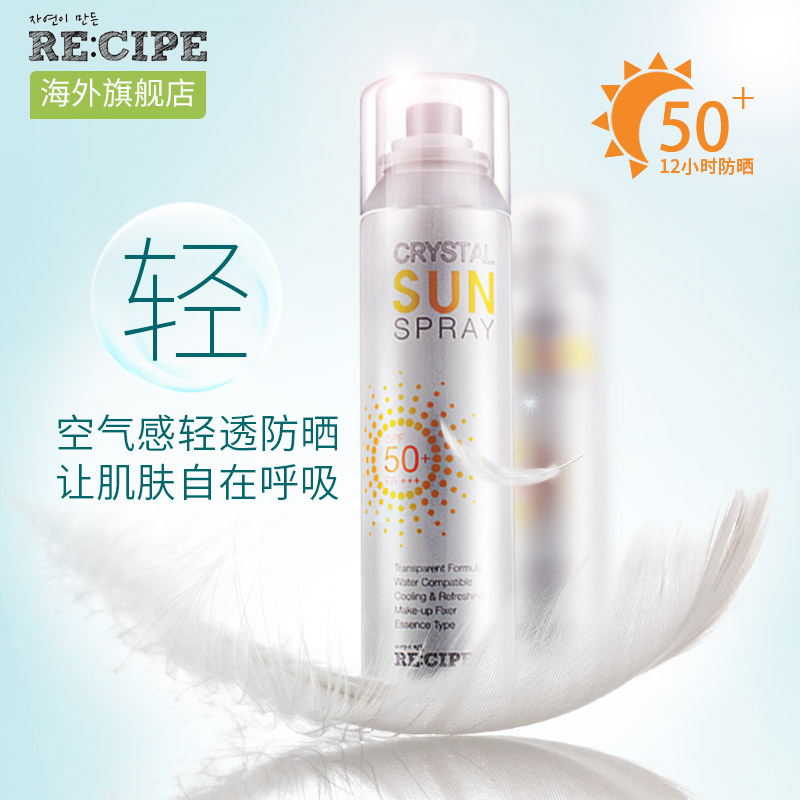 자연이 만든
RE:CIPE
海外旗舰店
50+
12小时防晒
轻
空气感轻透防晒
让肌肤自在呼吸
CRYSTAL
SUN
SPRAY
SPF
50+
PA+++
Transparent Formula
Water Compatible
Cooling & Refreshing
Make-up Fixer
Essence Type
RE:CIPE